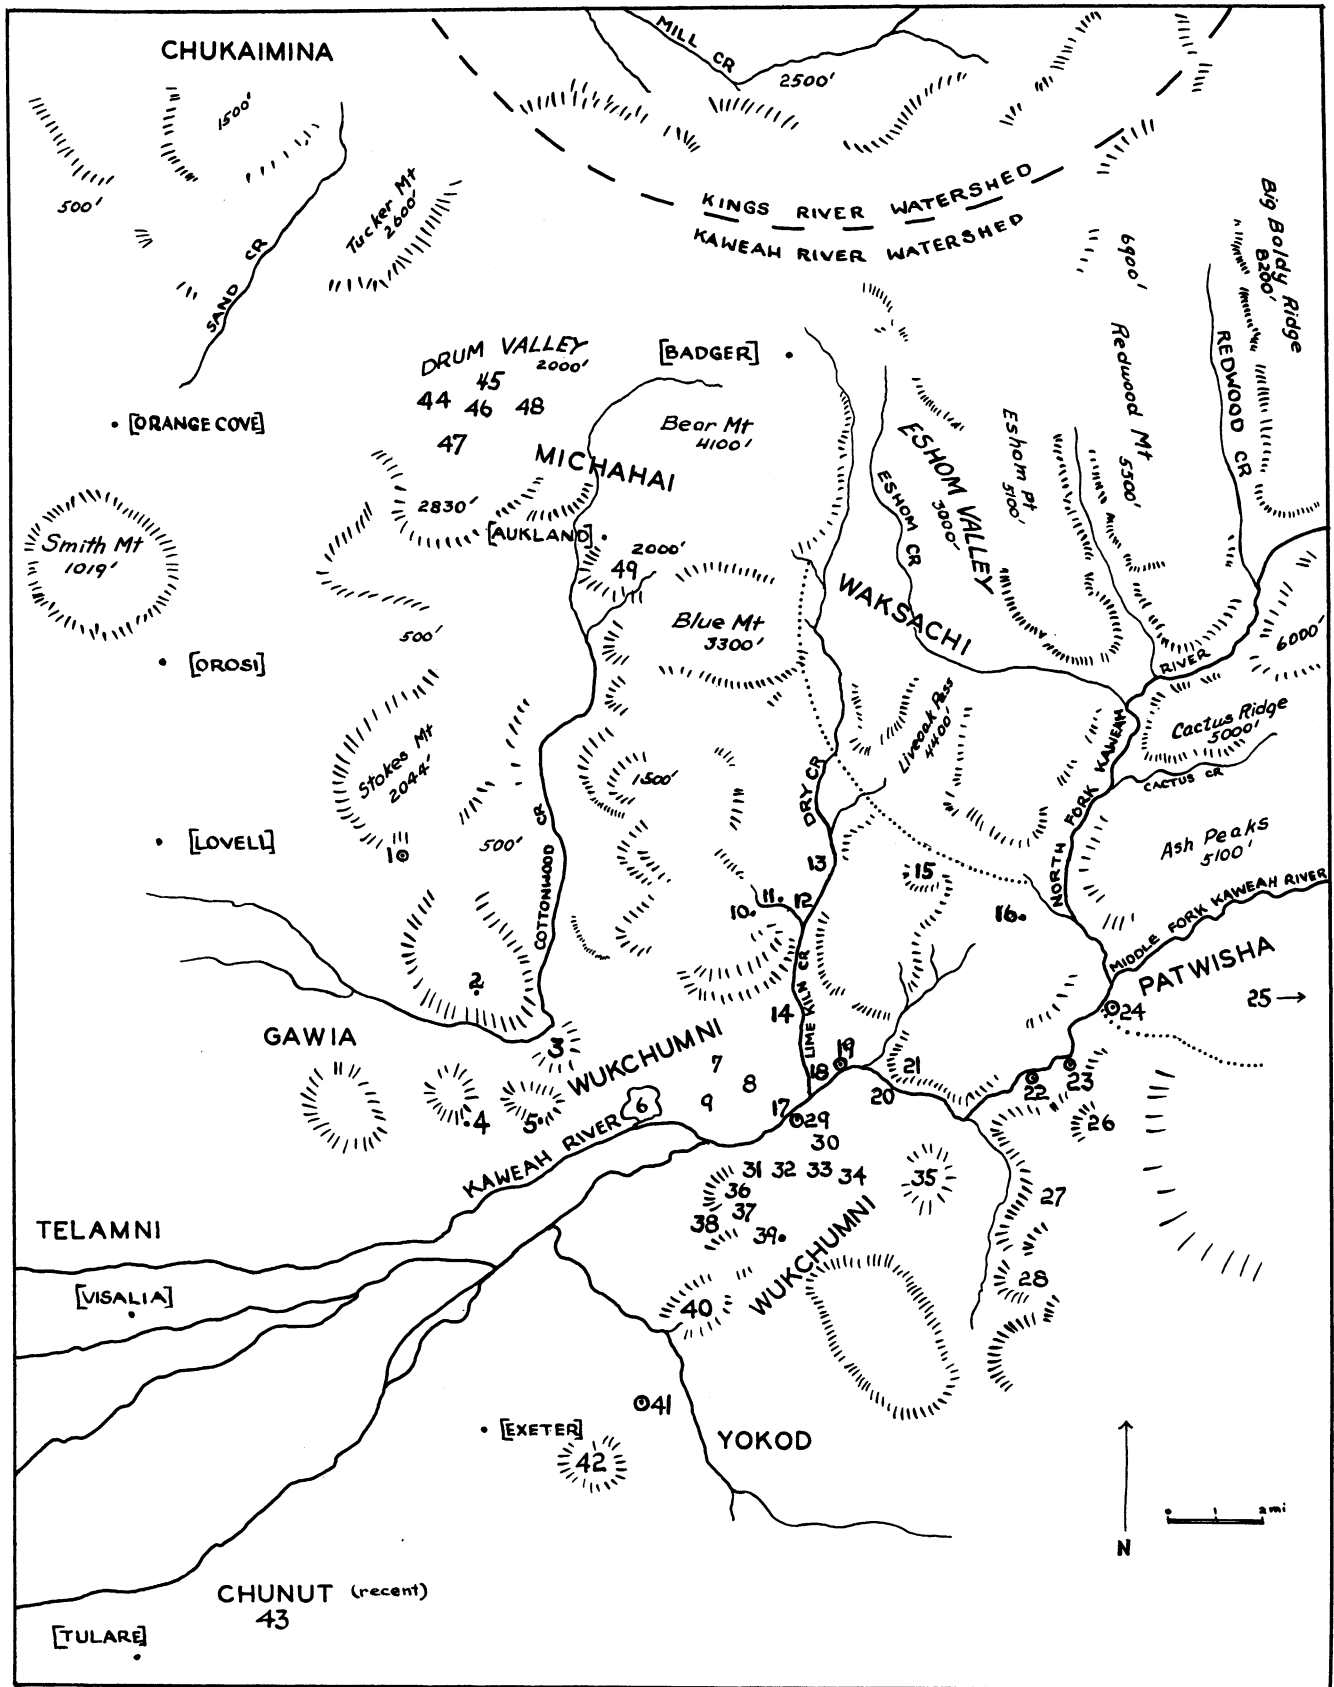 CHUKAIMINA
MILL CR
2500'
1500'
500'
Tucker Mt
2600'
SAND CR
KINGS RIVER WATERSHED
KAWEAH RIVER WATERSHED
6900'
Big Baldy Ridge
8200'
DRUM VALLEY
2000'
[BADGER]
45
44
46
48
47
[ORANGE COVE]
Bear Mt
4100'
MICHAHAI
ESHOM VALLEY
3000'
Eshom Pt
5100'
Redwood Mt
5500'
REDWOOD CR
ESHOM CR
2830'
[AUKLAND]
2000'
49
Smith Mt
1019'
Blue Mt
3300'
WAKSACHI
500'
6000'
[OROSI]
RIVER
Cactus Ridge
5000'
Liveoak Pass
4400'
Stokes Mt
2044'
1500'
DRY CR
NORTH FORK KAWEAH
CACTUS CR
[LOVELL]
1
500'
COTTONWOOD CR
Ash Peaks
5100'
13
15
10
11
12
16
MIDDLE FORK KAWEAH RIVER
PATWISHA
2
LIME KILN CR
14
24
25
GAWIA
3
WUKCHUMNI
7
8
9
19
18
21
20
22
23
26
4
5
6
17
29
30
KAWEAH RIVER
31
32
33
34
35
36
37
38
39
27
28
WUKCHUMNI
TELAMNI
[VISALIA]
40
41
[EXETER]
42
YOKOD
N
0
1
2 mi
CHUNUT (recent)
43
[TULARE]